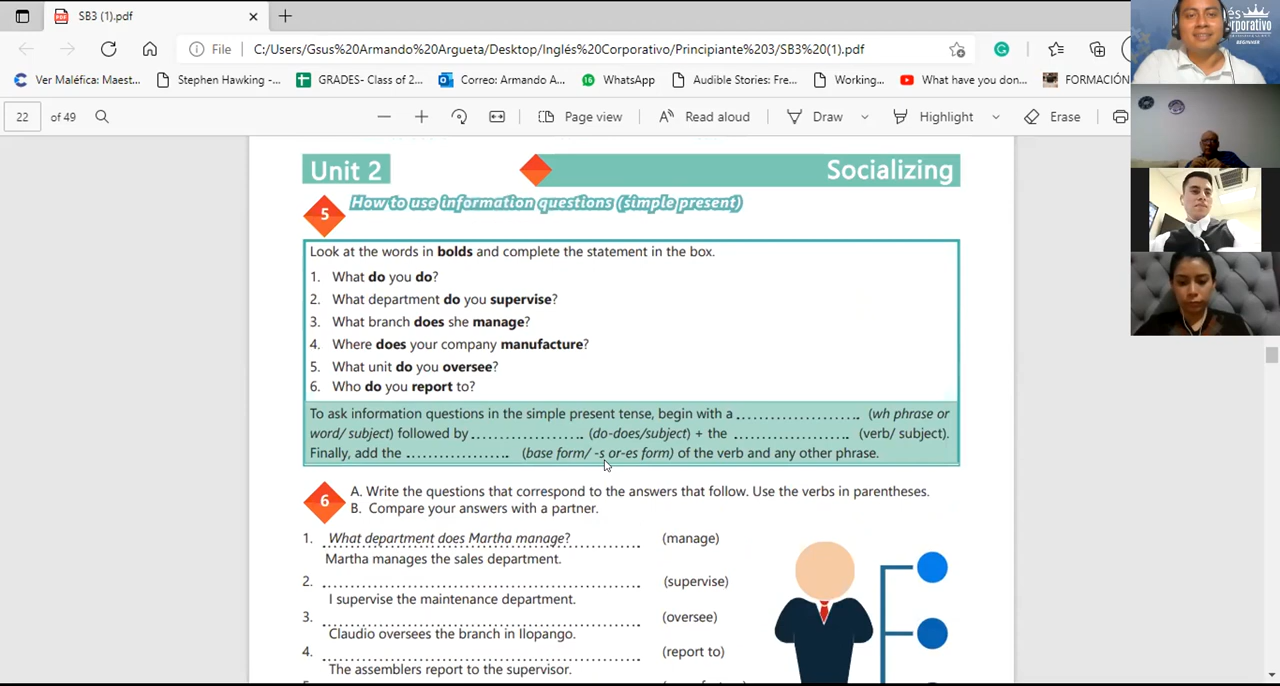 SB3 (1).pdf
File
C:/Users/Gsus%20Armando%20Argueta/Desktop/Inglés%20Corporativo/Principiante%203/SB3%20(1).pdf
Ver Maléfica: Maest...
Stephen Hawking -...
GRADES- Class of 2...
Correo: Armando A...
WhatsApp
Audible Stories: Fre...
Working...
What have you don...
FORMACIÓN
22 of 49
Page view
Read aloud
Draw
Highlight
Erase
és
orporativo
BEGINNER
Unit 2
Socializing
5 How to use information questions (simple present)
Look at the words in bolds and complete the statement in the box.
1. What do you do?
2. What department do you supervise?
3. What branch does she manage?
4. Where does your company manufacture?
5. What unit do you oversee?
6. Who do you report to?
To ask information questions in the simple present tense, begin with a ..................... (wh phrase or
word/ subject) followed by ................... (do-does/subject) + the ................... (verb/ subject).
Finally, add the ................. (base form/ -s or-es form) of the verb and any other phrase.
6 A. Write the questions that correspond to the answers that follow. Use the verbs in parentheses.
B. Compare your answers with a partner.
1. What department does Martha manage? (manage)
Martha manages the sales department.
2. (supervise)
I supervise the maintenance department.
3. (oversee)
Claudio oversees the branch in Ilopango.
4. (report to)
The assemblers report to the supervisor.